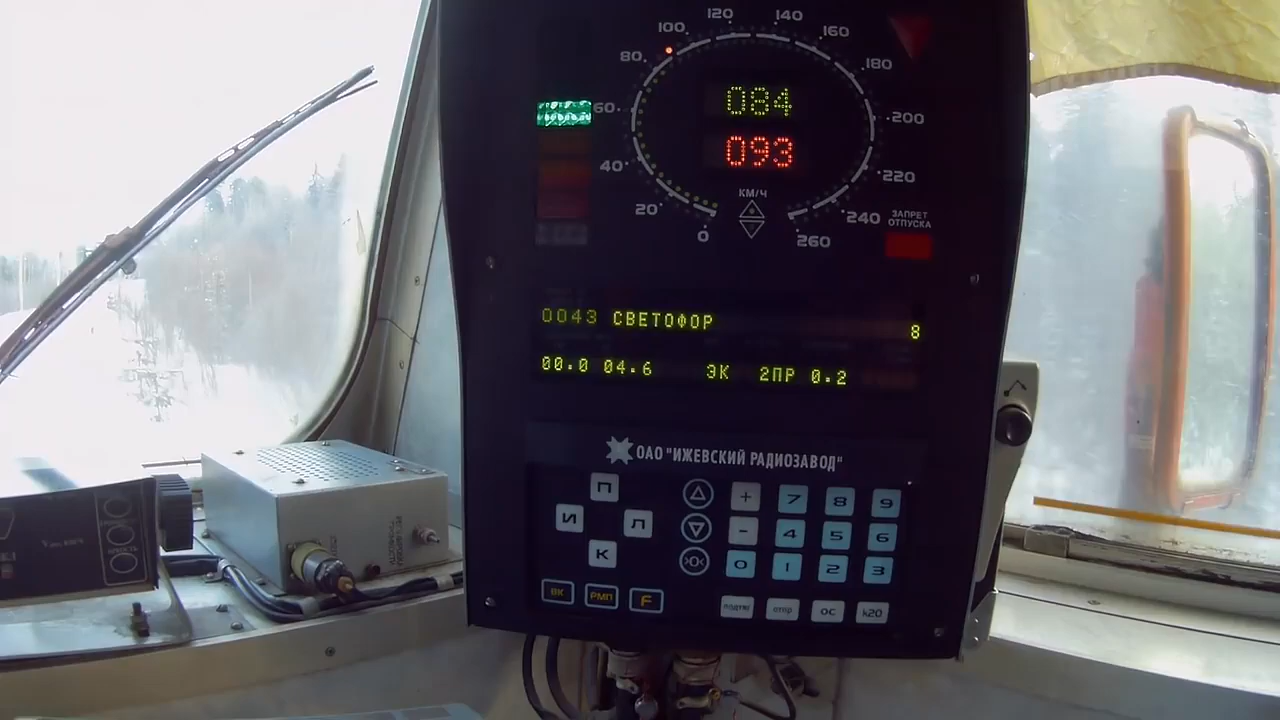 120 140
100 160
80 180
084
60 200
093
40 220
КМ/Ч
20 240
ЗАПРЕТ
ОТПУСКА
0 260
0043 СВЕТОФОР 8
00.0 04.6 ЭК 2ПР 0.2
ОАО "ИЖЕВСКИЙ РАДИОЗАВОД"
П + 7 8 9
И Л - 4 5 6
К >0< 0 1 2 3
ВК РМП F ОС К20